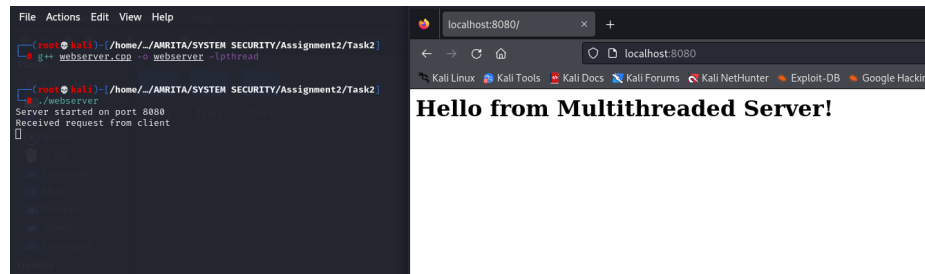 File Actions Edit View Help
┌──(root㉿kali)-[/home/…/AMRITA/SYSTEM SECURITY/Assignment2/Task2]
└─# g++ webserver.cpp -o webserver -lpthread
┌──(root㉿kali)-[/home/…/AMRITA/SYSTEM SECURITY/Assignment2/Task2]
└─# ./webserver
Server started on port 8080
Received request from client
localhost:8080/ × +
localhost:8080
Kali Linux Kali Tools Kali Docs Kali Forums Kali NetHunter Exploit-DB Google Hackin
Hello from Multithreaded Server!